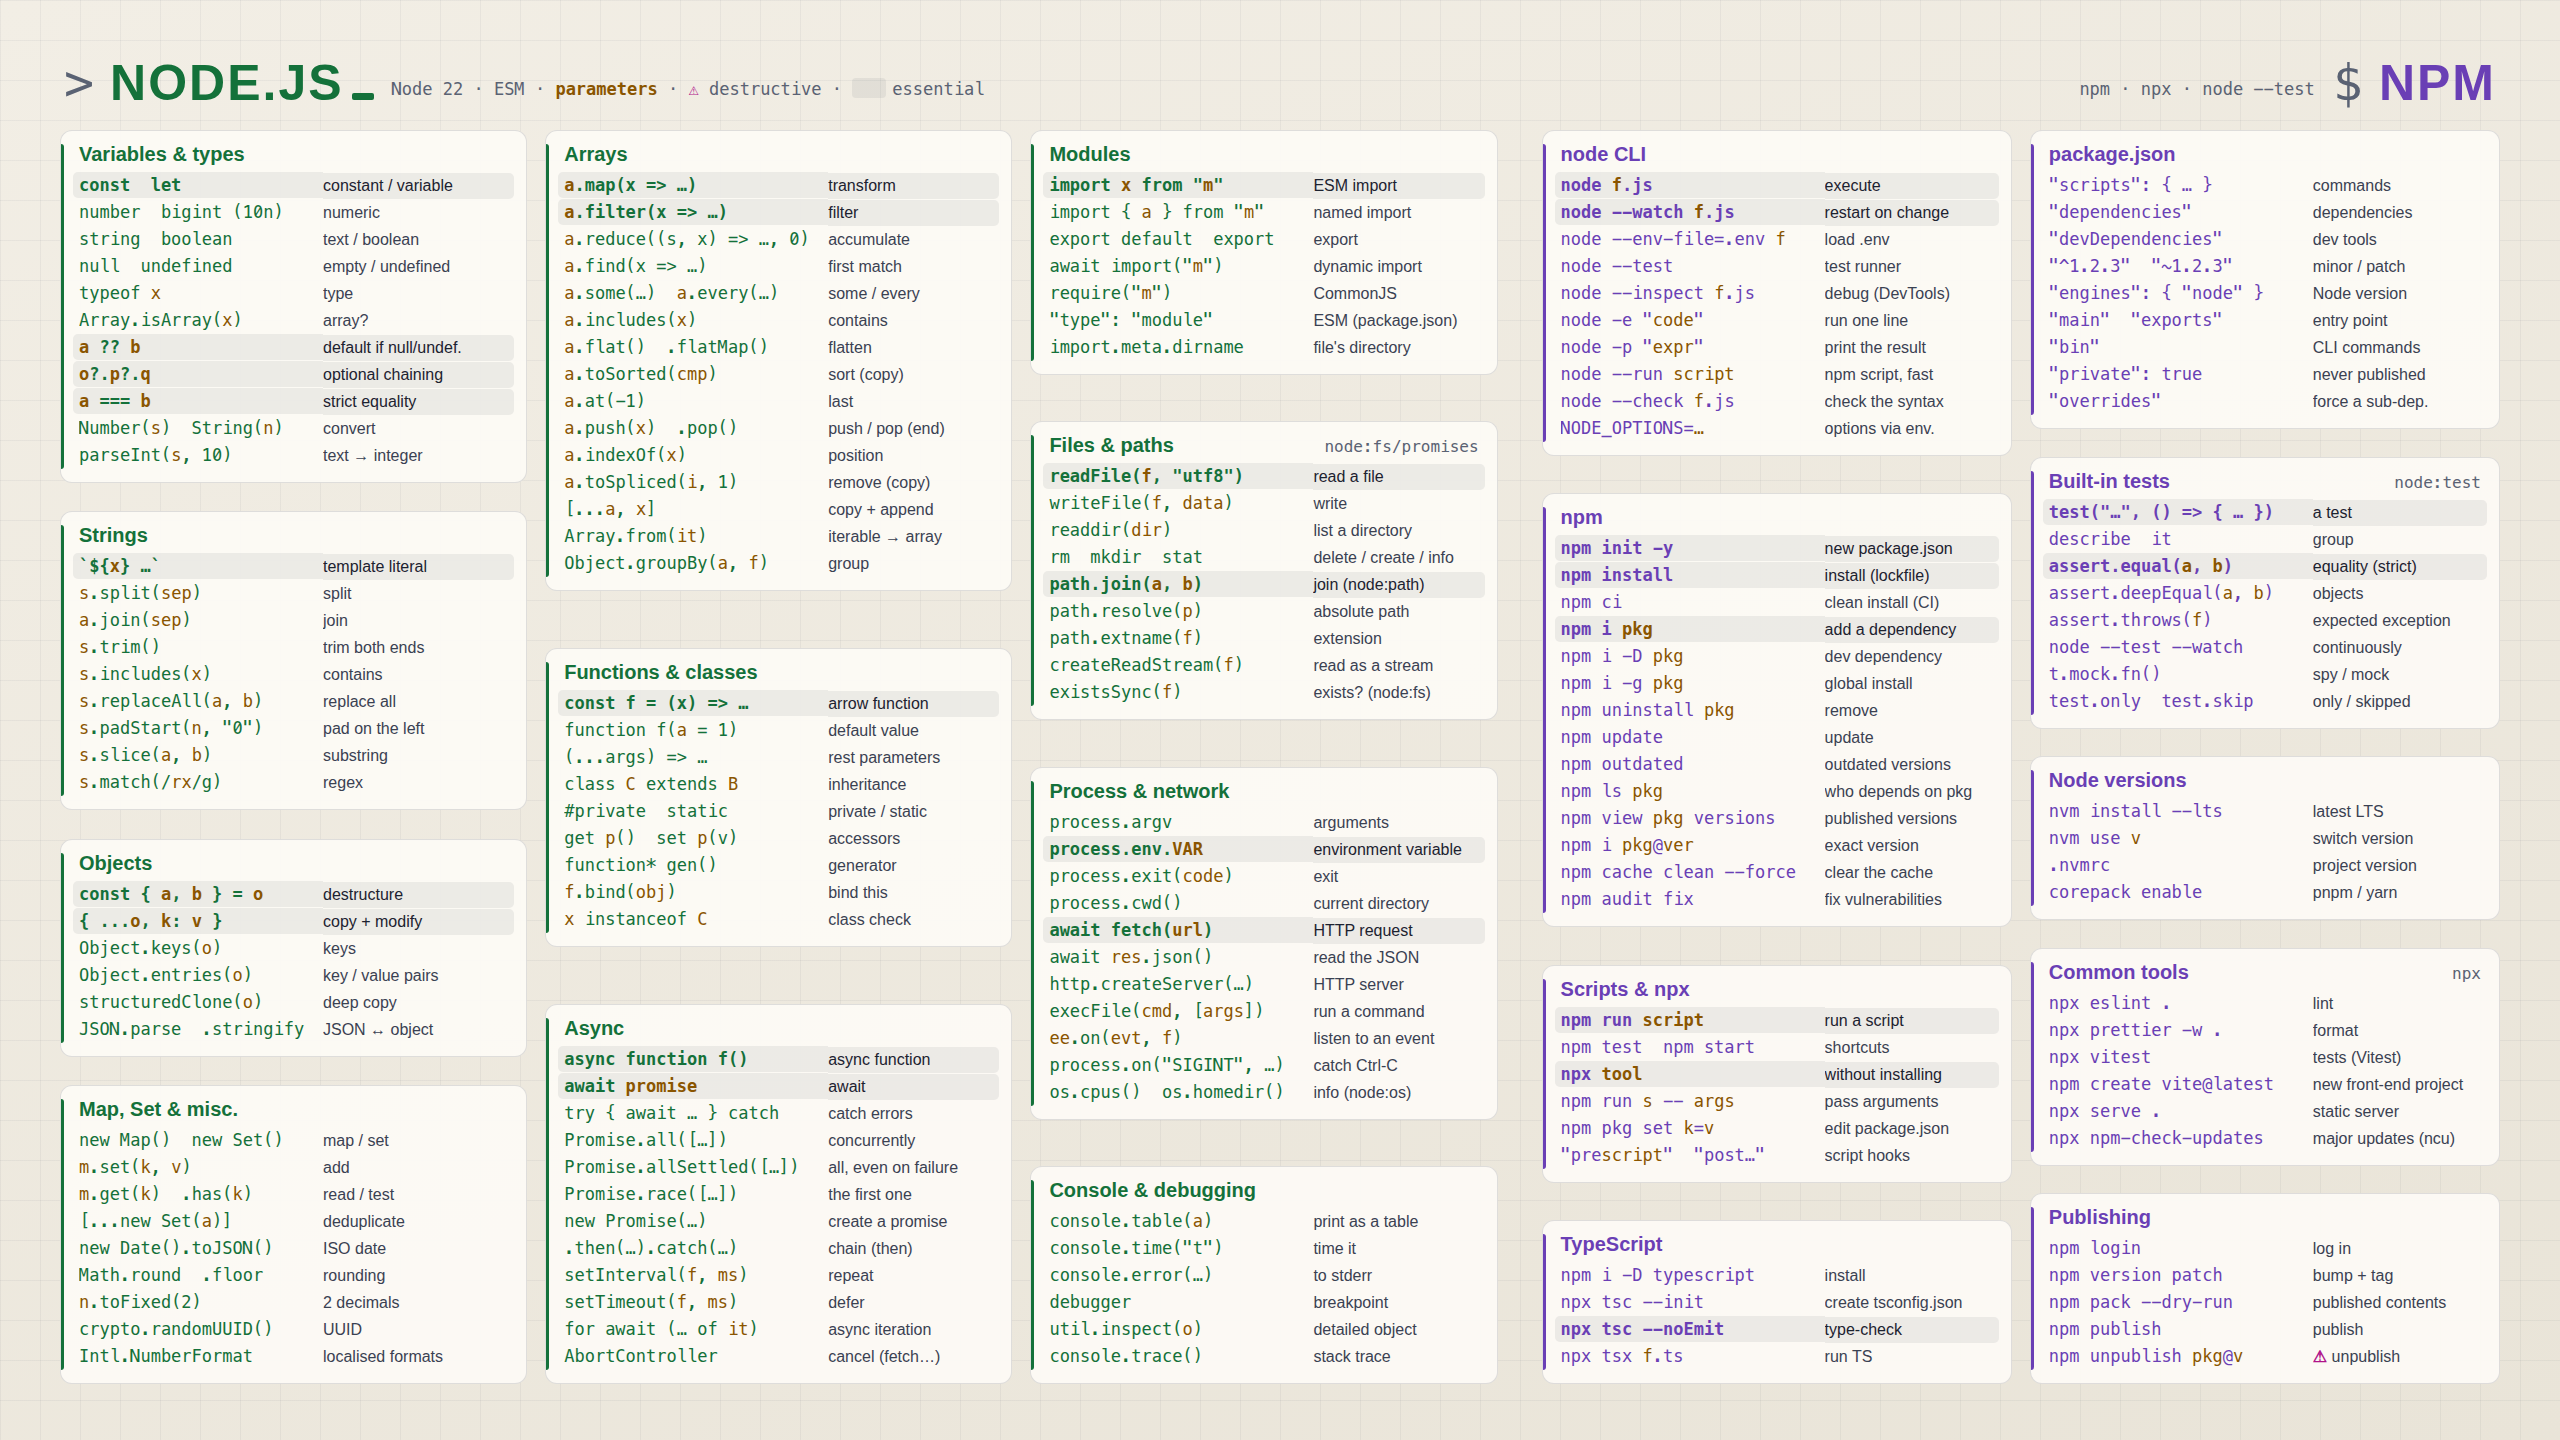 > NODE.JS_ Node 22 · ESM · parameters · ⚠ destructive · essential
npm · npx · node --test $ NPM
Variables & types
const  let constant / variable
number  bigint (10n) numeric
string  boolean text / boolean
null  undefined empty / undefined
typeof x type
Array.isArray(x) array?
a ?? b default if null/undef.
o?.p?.q optional chaining
a === b strict equality
Number(s)  String(n) convert
parseInt(s, 10) text → integer
Strings
`${x} …` template literal
s.split(sep) split
a.join(sep) join
s.trim() trim both ends
s.includes(x) contains
s.replaceAll(a, b) replace all
s.padStart(n, "0") pad on the left
s.slice(a, b) substring
s.match(/rx/g) regex
Objects
const { a, b } = o destructure
{ ...o, k: v } copy + modify
Object.keys(o) keys
Object.entries(o) key / value pairs
structuredClone(o) deep copy
JSON.parse  .stringify JSON ↔ object
Map, Set & misc.
new Map()  new Set() map / set
m.set(k, v) add
m.get(k)  .has(k) read / test
[...new Set(a)] deduplicate
new Date().toJSON() ISO date
Math.round  .floor rounding
n.toFixed(2) 2 decimals
crypto.randomUUID() UUID
Intl.NumberFormat localised formats
Arrays
a.map(x => …) transform
a.filter(x => …) filter
a.reduce((s, x) => …, 0) accumulate
a.find(x => …) first match
a.some(…)  a.every(…) some / every
a.includes(x) contains
a.flat()  .flatMap() flatten
a.toSorted(cmp) sort (copy)
a.at(-1) last
a.push(x)  .pop() push / pop (end)
a.indexOf(x) position
a.toSpliced(i, 1) remove (copy)
[...a, x] copy + append
Array.from(it) iterable → array
Object.groupBy(a, f) group
Functions & classes
const f = (x) => … arrow function
function f(a = 1) default value
(...args) => … rest parameters
class C extends B inheritance
#private  static private / static
get p()  set p(v) accessors
function* gen() generator
f.bind(obj) bind this
x instanceof C class check
Async
async function f() async function
await promise await
try { await … } catch catch errors
Promise.all([…]) concurrently
Promise.allSettled([…]) all, even on failure
Promise.race([…]) the first one
new Promise(…) create a promise
.then(…).catch(…) chain (then)
setInterval(f, ms) repeat
setTimeout(f, ms) defer
for await (… of it) async iteration
AbortController cancel (fetch…)
Modules
import x from "m" ESM import
import { a } from "m" named import
export default  export export
await import("m") dynamic import
require("m") CommonJS
"type": "module" ESM (package.json)
import.meta.dirname file's directory
Files & paths node:fs/promises
readFile(f, "utf8") read a file
writeFile(f, data) write
readdir(dir) list a directory
rm  mkdir  stat delete / create / info
path.join(a, b) join (node:path)
path.resolve(p) absolute path
path.extname(f) extension
createReadStream(f) read as a stream
existsSync(f) exists? (node:fs)
Process & network
process.argv arguments
process.env.VAR environment variable
process.exit(code) exit
process.cwd() current directory
await fetch(url) HTTP request
await res.json() read the JSON
http.createServer(…) HTTP server
execFile(cmd, [args]) run a command
ee.on(evt, f) listen to an event
process.on("SIGINT", …) catch Ctrl-C
os.cpus()  os.homedir() info (node:os)
Console & debugging
console.table(a) print as a table
console.time("t") time it
console.error(…) to stderr
debugger breakpoint
util.inspect(o) detailed object
console.trace() stack trace
node CLI
node f.js execute
node --watch f.js restart on change
node --env-file=.env f load .env
node --test test runner
node --inspect f.js debug (DevTools)
node -e "code" run one line
node -p "expr" print the result
node --run script npm script, fast
node --check f.js check the syntax
NODE_OPTIONS=… options via env.
npm
npm init -y new package.json
npm install install (lockfile)
npm ci clean install (CI)
npm i pkg add a dependency
npm i -D pkg dev dependency
npm i -g pkg global install
npm uninstall pkg remove
npm update update
npm outdated outdated versions
npm ls pkg who depends on pkg
npm view pkg versions published versions
npm i pkg@ver exact version
npm cache clean --force clear the cache
npm audit fix fix vulnerabilities
Scripts & npx
npm run script run a script
npm test  npm start shortcuts
npx tool without installing
npm run s -- args pass arguments
npm pkg set k=v edit package.json
"prescript"  "post…" script hooks
TypeScript
npm i -D typescript install
npx tsc --init create tsconfig.json
npx tsc --noEmit type-check
npx tsx f.ts run TS
package.json
"scripts": { … } commands
"dependencies" dependencies
"devDependencies" dev tools
"^1.2.3"  "~1.2.3" minor / patch
"engines": { "node" } Node version
"main"  "exports" entry point
"bin" CLI commands
"private": true never published
"overrides" force a sub-dep.
Built-in tests node:test
test("…", () => { … }) a test
describe  it group
assert.equal(a, b) equality (strict)
assert.deepEqual(a, b) objects
assert.throws(f) expected exception
node --test --watch continuously
t.mock.fn() spy / mock
test.only  test.skip only / skipped
Node versions
nvm install --lts latest LTS
nvm use v switch version
.nvmrc project version
corepack enable pnpm / yarn
Common tools npx
npx eslint . lint
npx prettier -w . format
npx vitest tests (Vitest)
npm create vite@latest new front-end project
npx serve . static server
npx npm-check-updates major updates (ncu)
Publishing
npm login log in
npm version patch bump + tag
npm pack --dry-run published contents
npm publish publish
npm unpublish pkg@v ⚠ unpublish